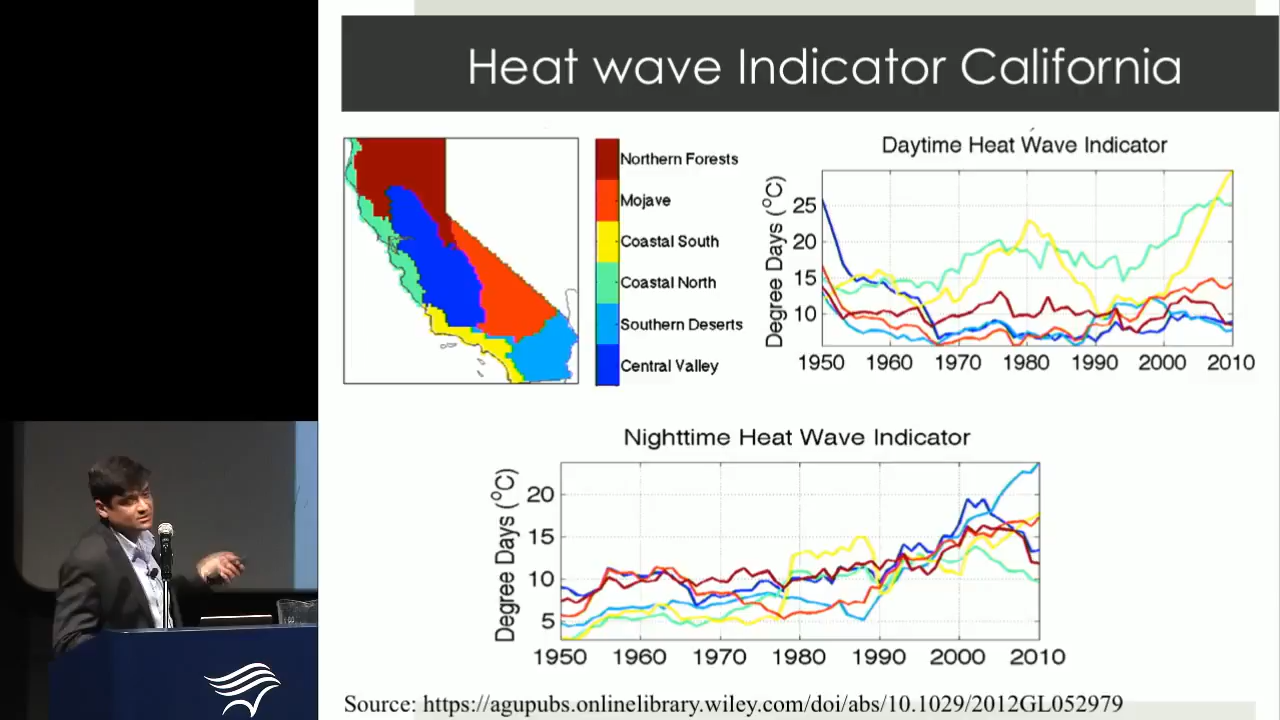 Heat wave Indicator California
Northern Forests
Mojave
Coastal South
Coastal North
Southern Deserts
Central Valley
Daytime Heat Wave Indicator
Degree Days (°C)
25
20
15
10
1950 1960 1970 1980 1990 2000 2010
Nighttime Heat Wave Indicator
Degree Days (°C)
20
15
10
5
1950 1960 1970 1980 1990 2000 2010
Source: https://agupubs.onlinelibrary.wiley.com/doi/abs/10.1029/2012GL052979